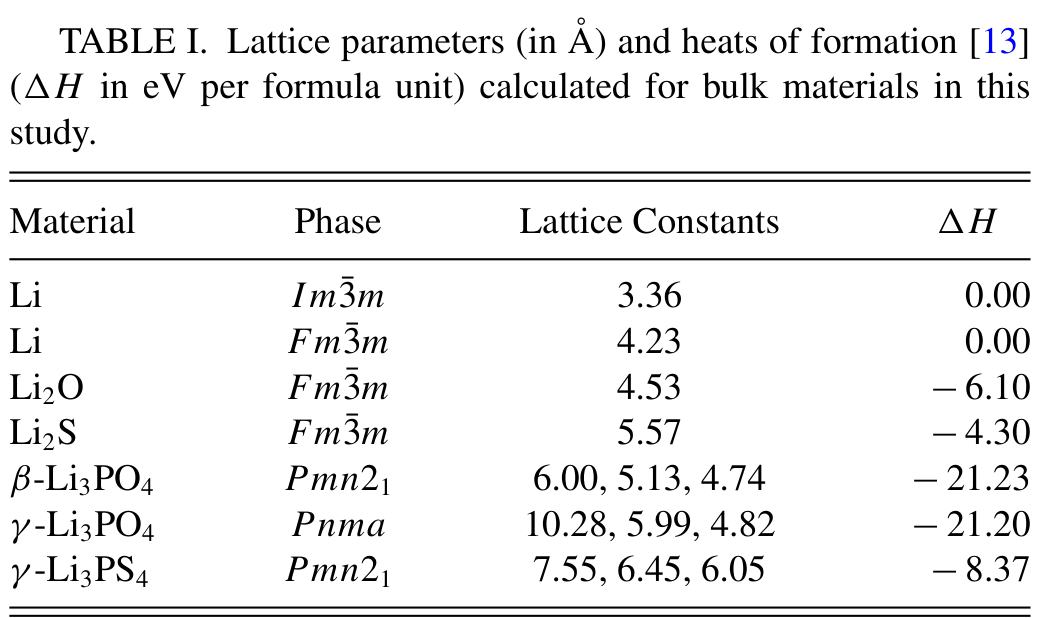 TABLE I. Lattice parameters (in Å) and heats of formation [13]
(ΔH in eV per formula unit) calculated for bulk materials in this
study.
Material Phase Lattice Constants ΔH
Li Im3̄m 3.36 0.00
Li Fm3̄m 4.23 0.00
Li₂O Fm3̄m 4.53 − 6.10
Li₂S Fm3̄m 5.57 − 4.30
β-Li₃PO₄ Pmn2₁ 6.00, 5.13, 4.74 − 21.23
γ-Li₃PO₄ Pnma 10.28, 5.99, 4.82 − 21.20
γ-Li₃PS₄ Pmn2₁ 7.55, 6.45, 6.05 − 8.37